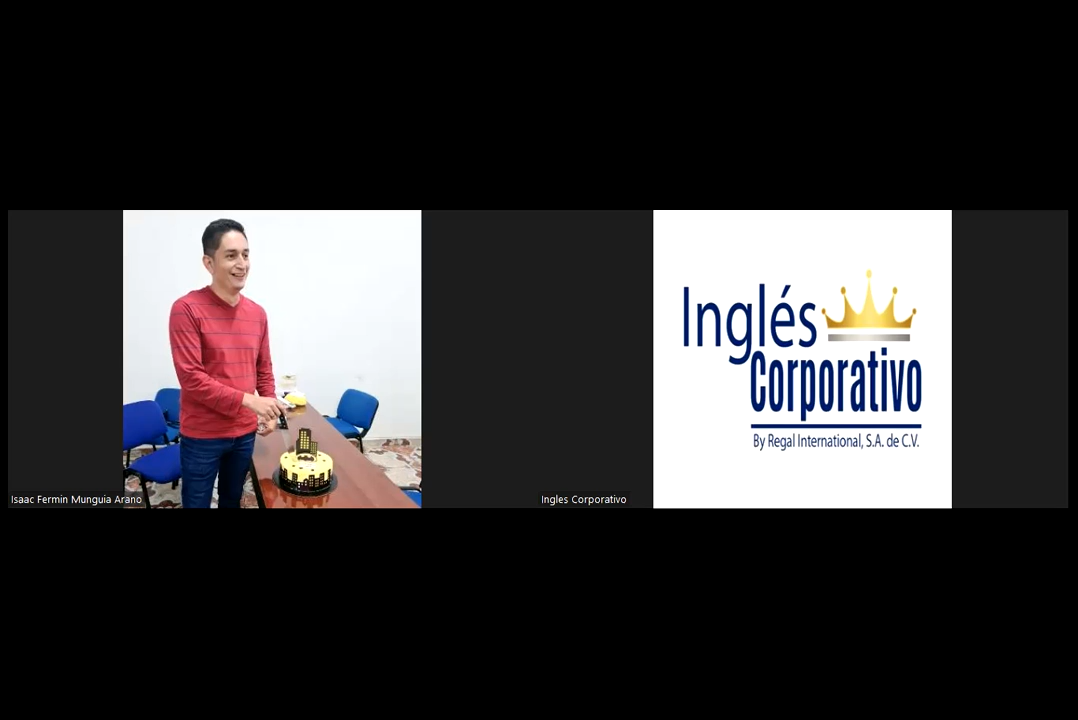 Isaac Fermin Munguia Arano
Inglés
Corporativo
By Regal International, S.A. de C.V.
Ingles Corporativo